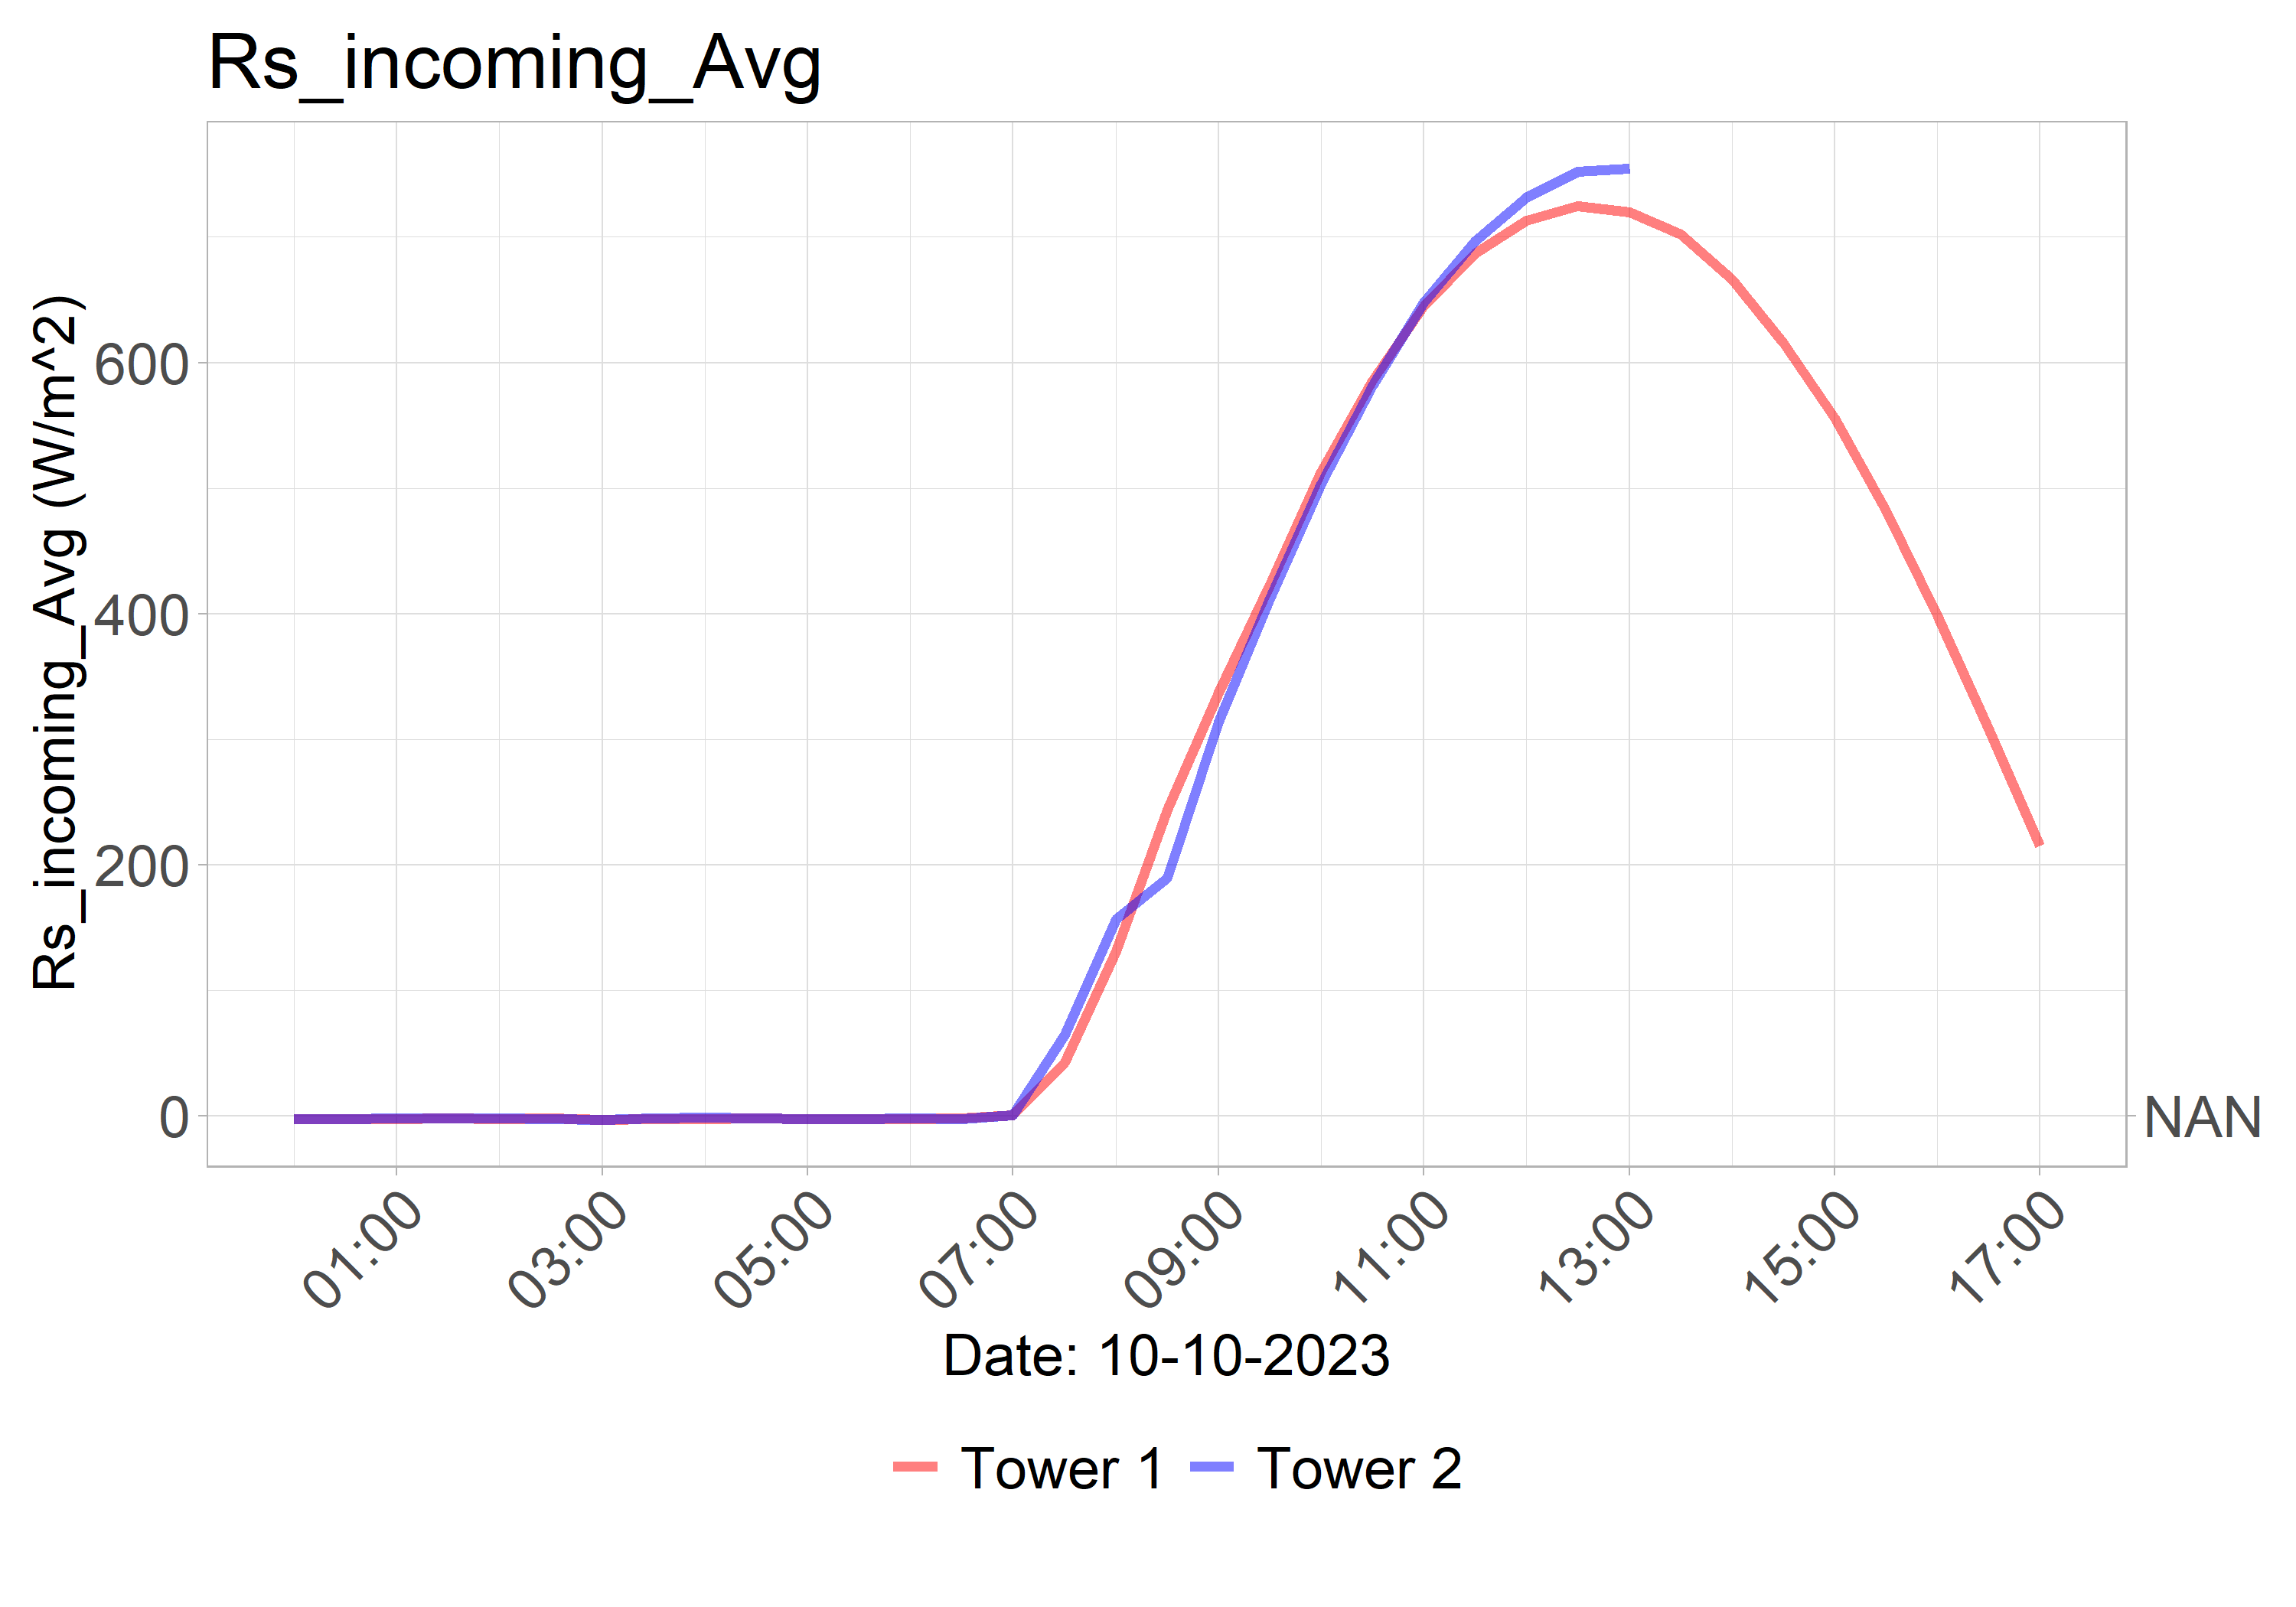 Rs_incoming_Avg
Rs_incoming_Avg (W/m^2)
600
400
200
0
NAN
01:00
03:00
05:00
07:00
09:00
11:00
13:00
15:00
17:00
Date: 10-10-2023
Tower 1
Tower 2